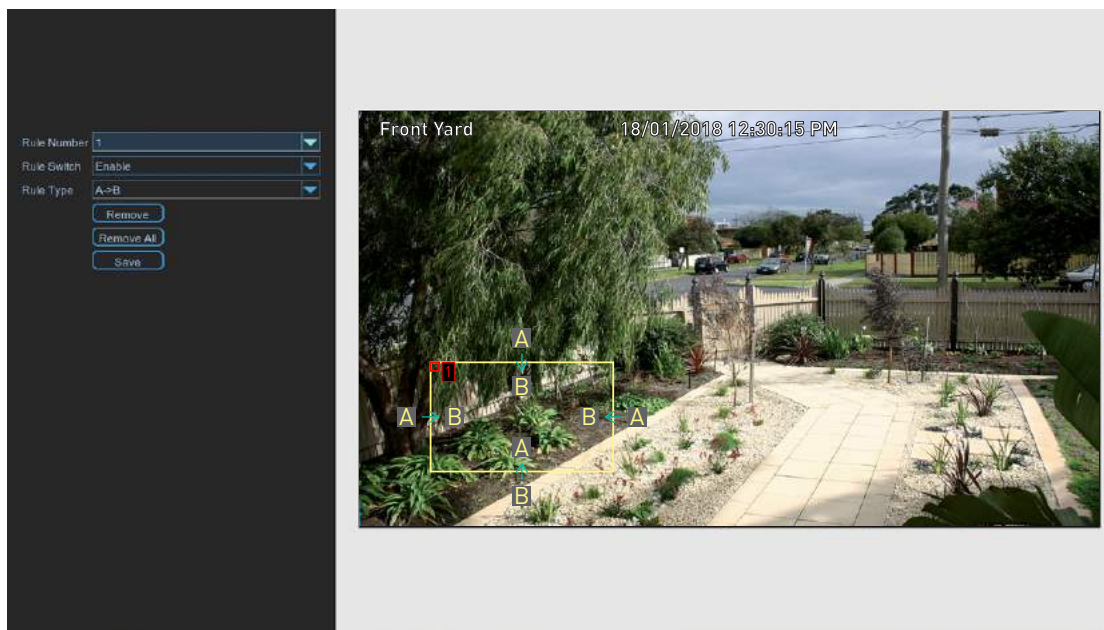 Rule Number 1
Rule Switch Enable
Rule Type A->B
Remove
Remove All
Save
Front Yard 18/01/2018 12:30:15 PM
A
1
B
A B B A
A
B